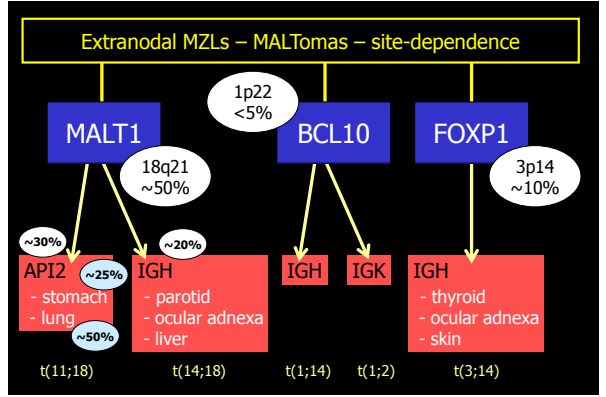 Extranodal MZLs – MALTomas – site-dependence
1p22
<5%
MALT1
BCL10
FOXP1
18q21
~50%
3p14
~10%
~30%
~20%
API2
~25%
- stomach
- lung
~50%
IGH
- parotid
- ocular adnexa
- liver
IGH
IGK
IGH
- thyroid
- ocular adnexa
- skin
t(11;18)
t(14;18)
t(1;14)
t(1;2)
t(3;14)